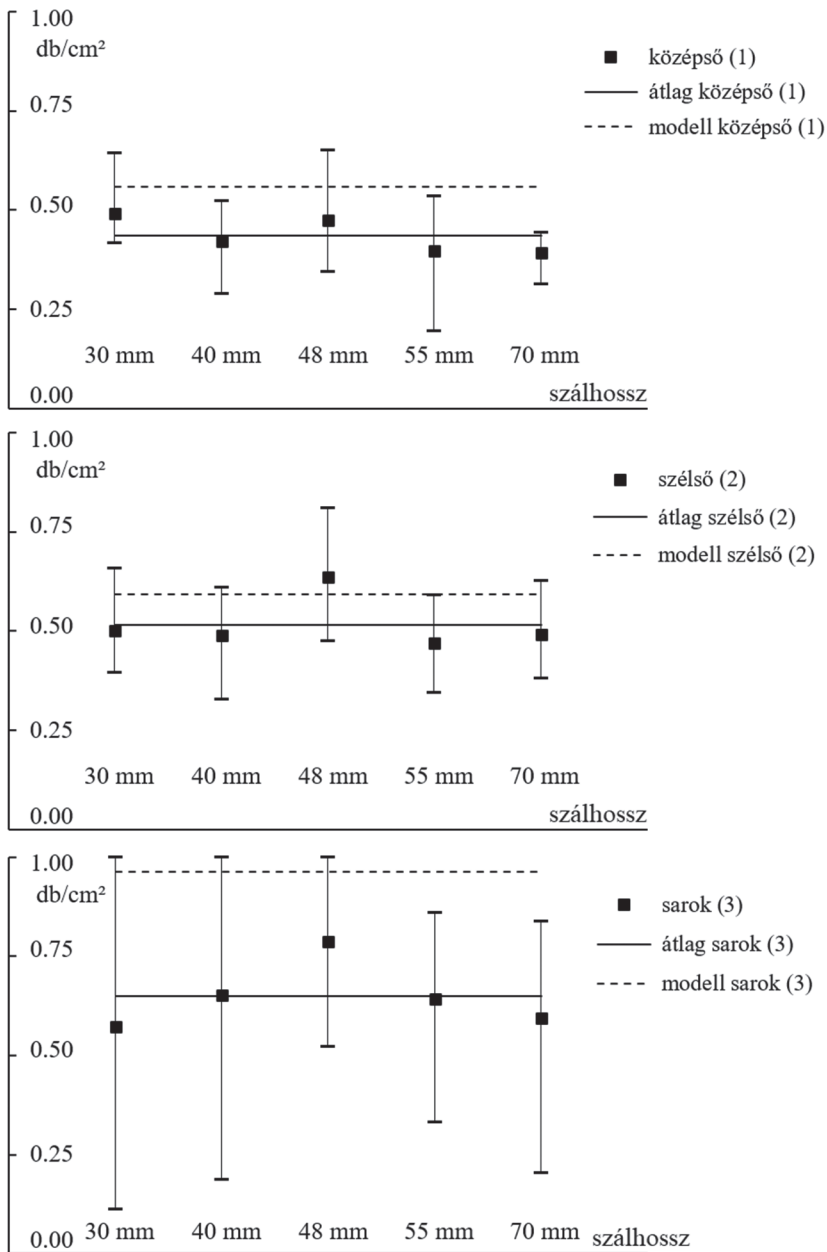 1.00
db/cm²
0.75
0.50
0.25
0.00
30 mm 40 mm 48 mm 55 mm 70 mm
szálhossz
középső (1)
átlag középső (1)
modell középső (1)
1.00
db/cm²
0.75
0.50
0.25
0.00
30 mm 40 mm 48 mm 55 mm 70 mm
szálhossz
szélső (2)
átlag szélső (2)
modell szélső (2)
1.00
db/cm²
0.75
0.50
0.25
0.00
30 mm 40 mm 48 mm 55 mm 70 mm
szálhossz
sarok (3)
átlag sarok (3)
modell sarok (3)